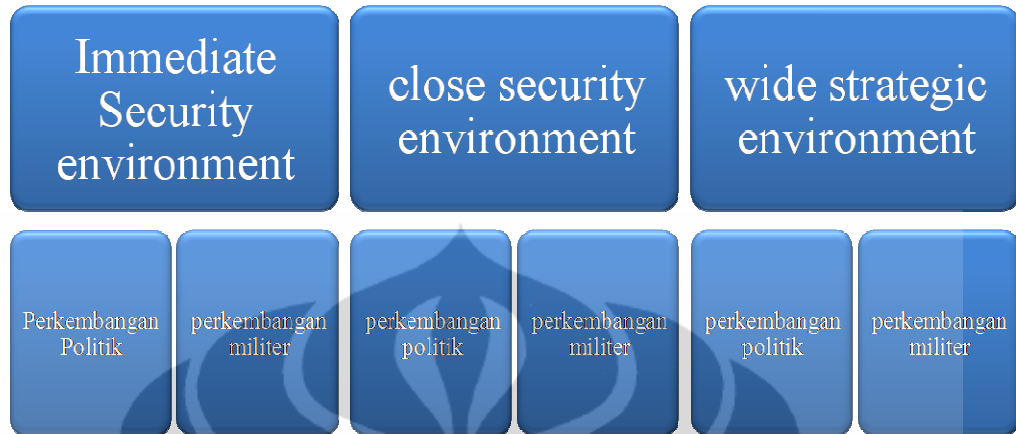 Immediate
Security
environment
close security
environment
wide strategic
environment
Perkembangan
Politik
perkembangan
militer
perkembangan
politik
perkembangan
militer
perkembangan
politik
perkembangan
militer